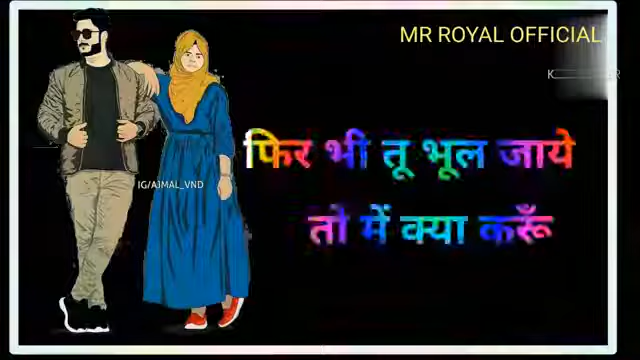 MR ROYAL OFFICIAL
फिर भी तू भूल जाये
IG/AJMAL_VND
तो में क्या करूँ